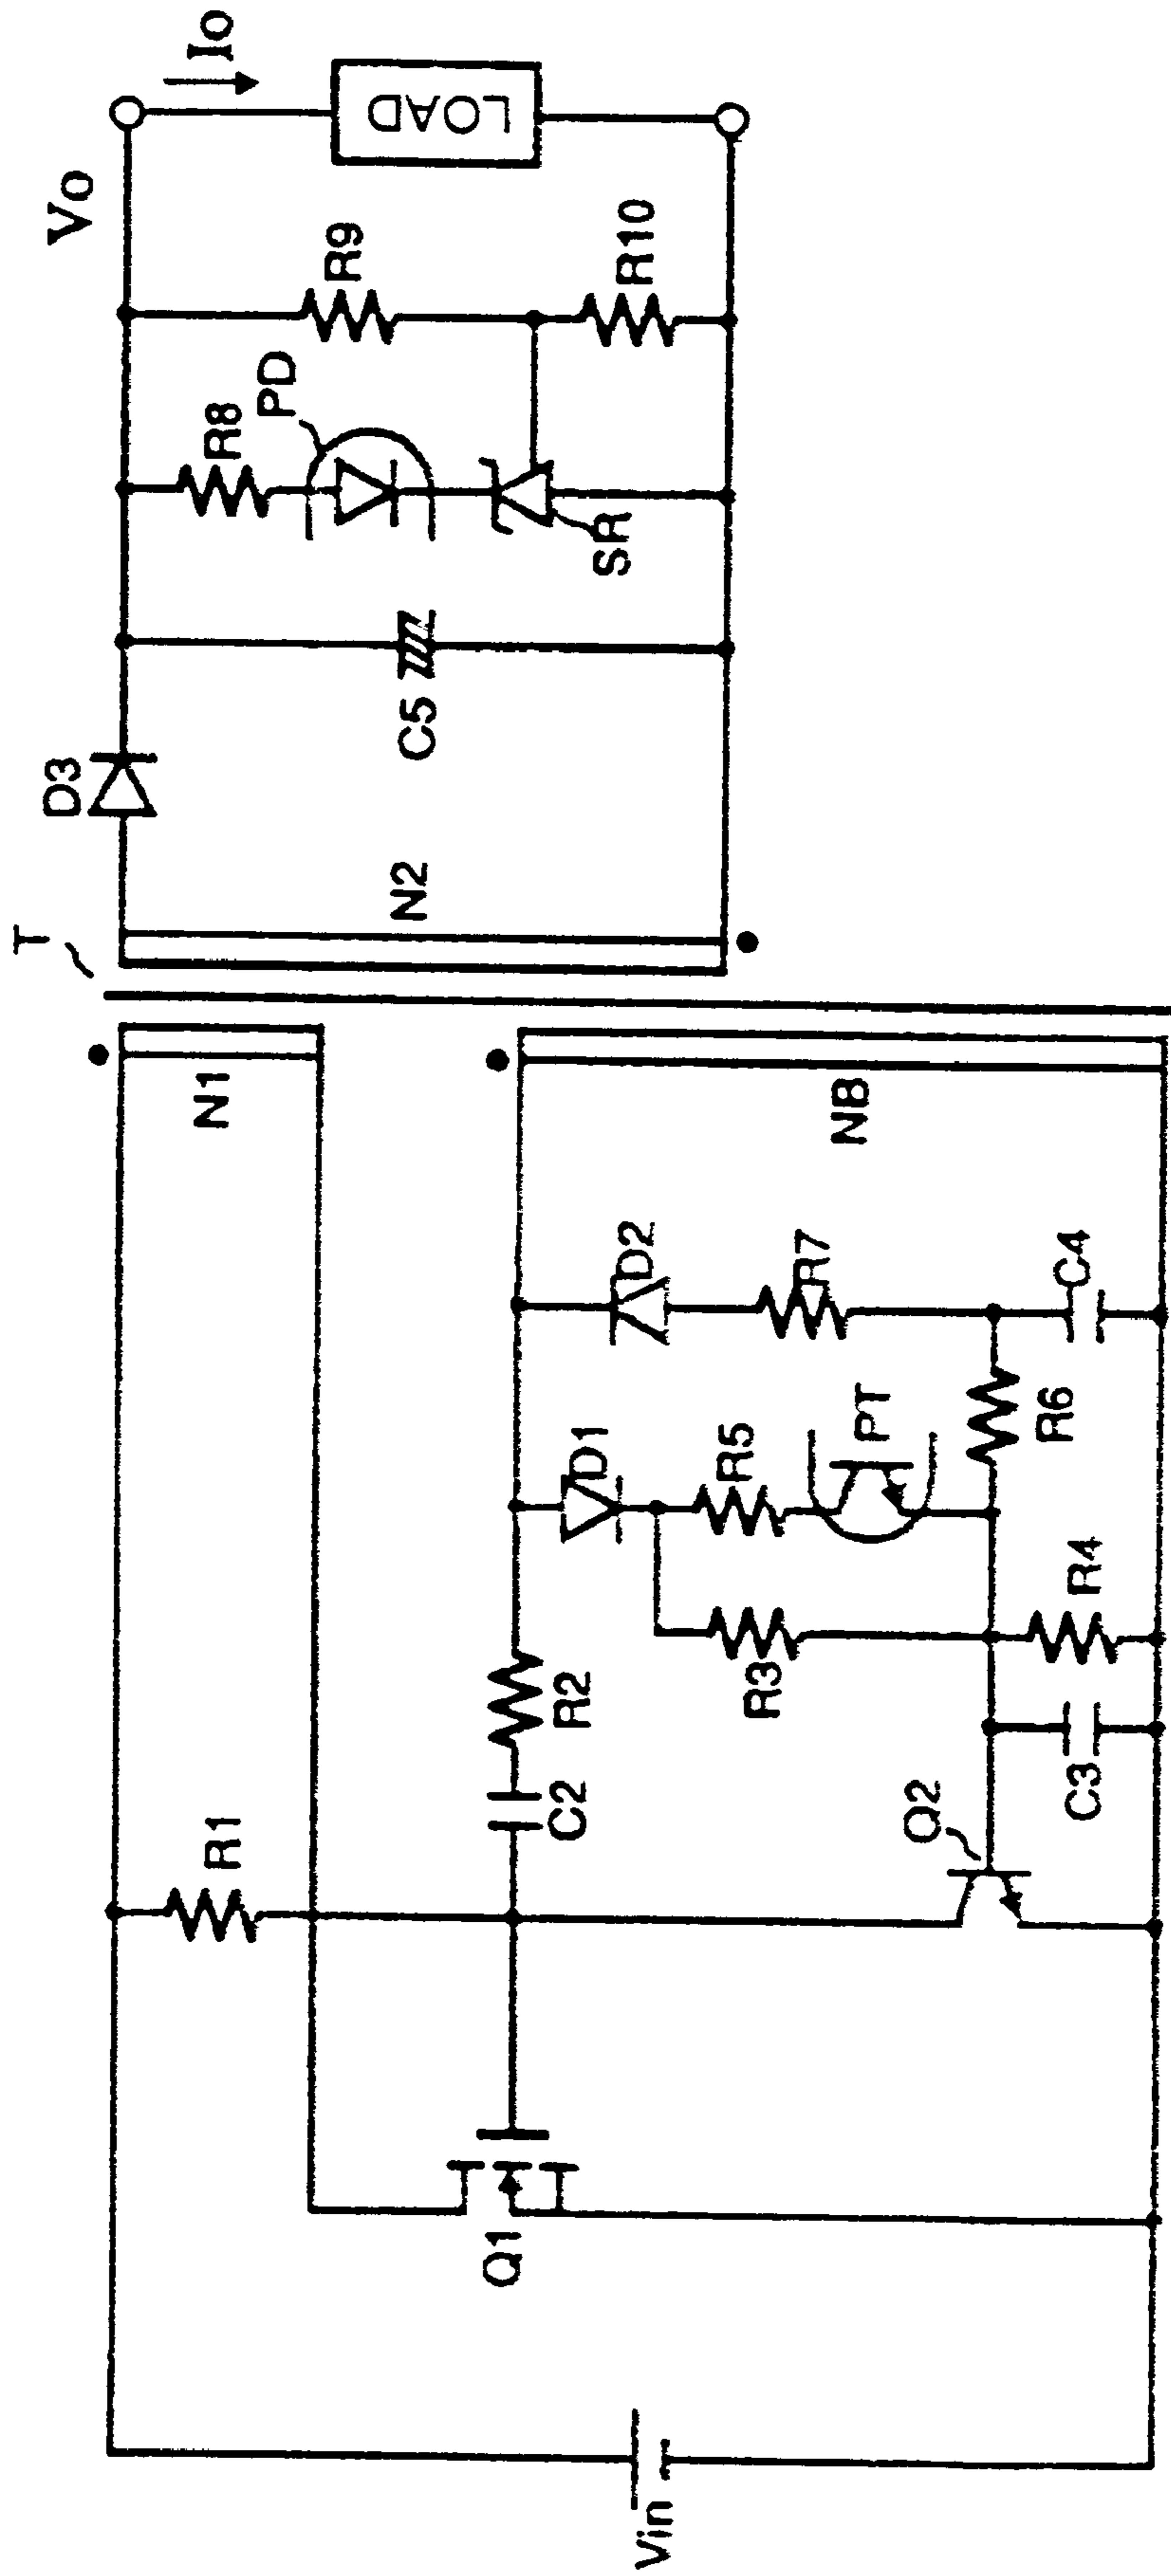 T
D3
Vo
Io
LOAD
N1
N2
C5
R8
PD
SR
R9
R10
R1
R2
C2
D1
D2
NB
R3
R5
PT
R7
R6
R4
C4
C3
Q1
Q2
Vin